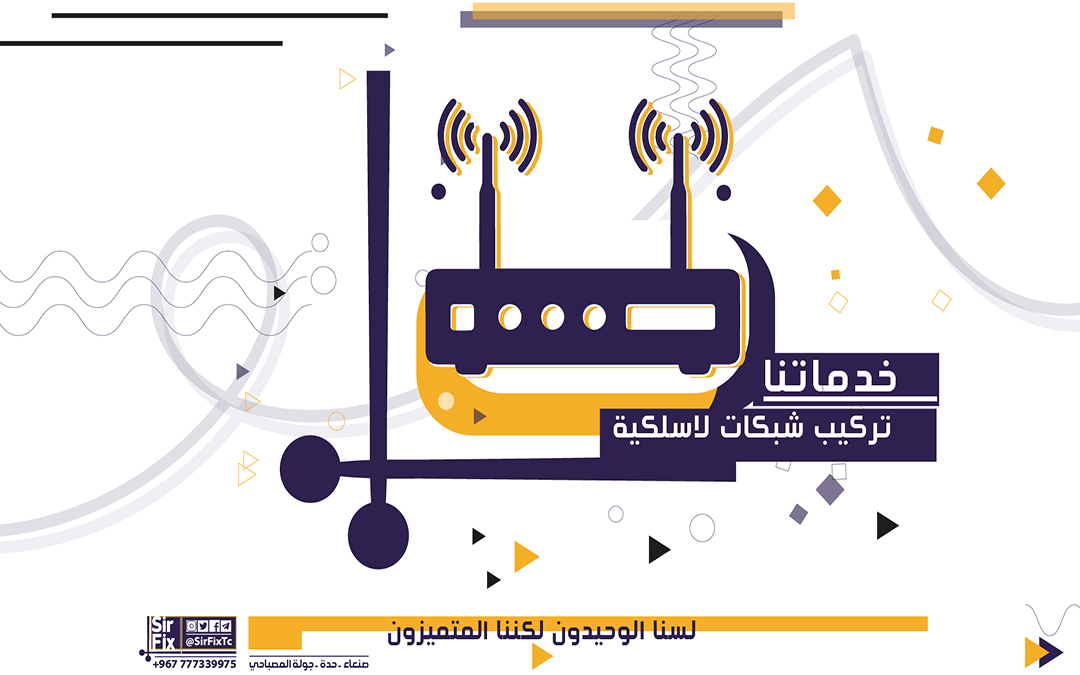 خدماتنا
تركيب شبكات لاسلكية
لسنا الوحيدون لكننا المتميزون
Sir
Fix
@SirFixTc
+967 777339975
صنعاء - حدة - جولة المصباحي